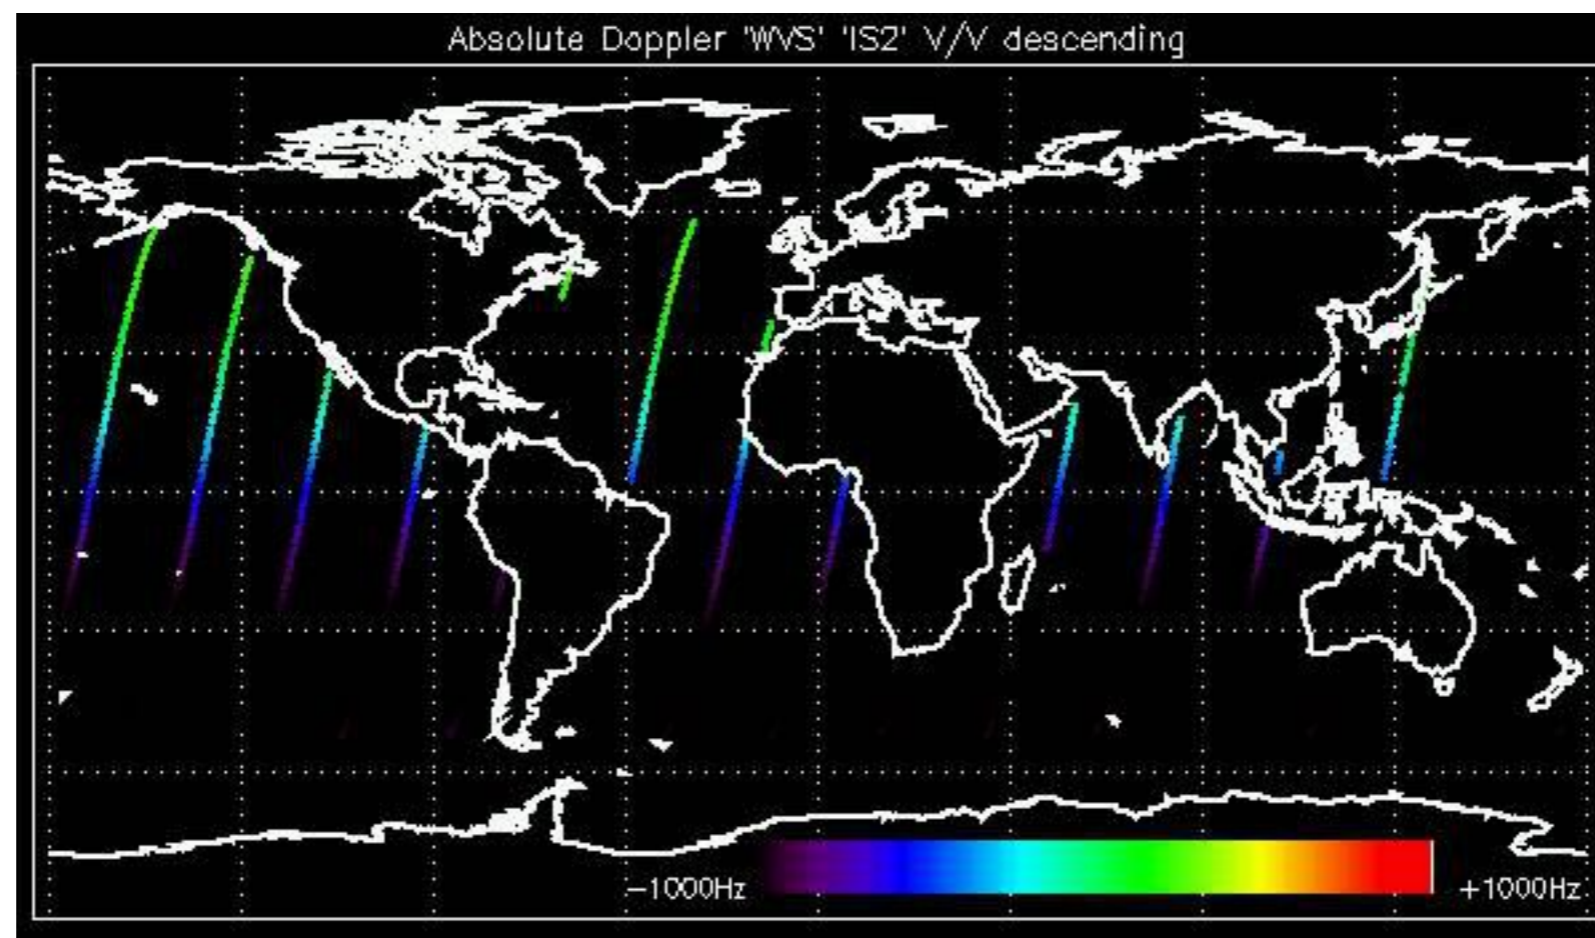 Absolute Doppler 'WVS' 'IS2' V/V descending
-1000Hz +1000Hz